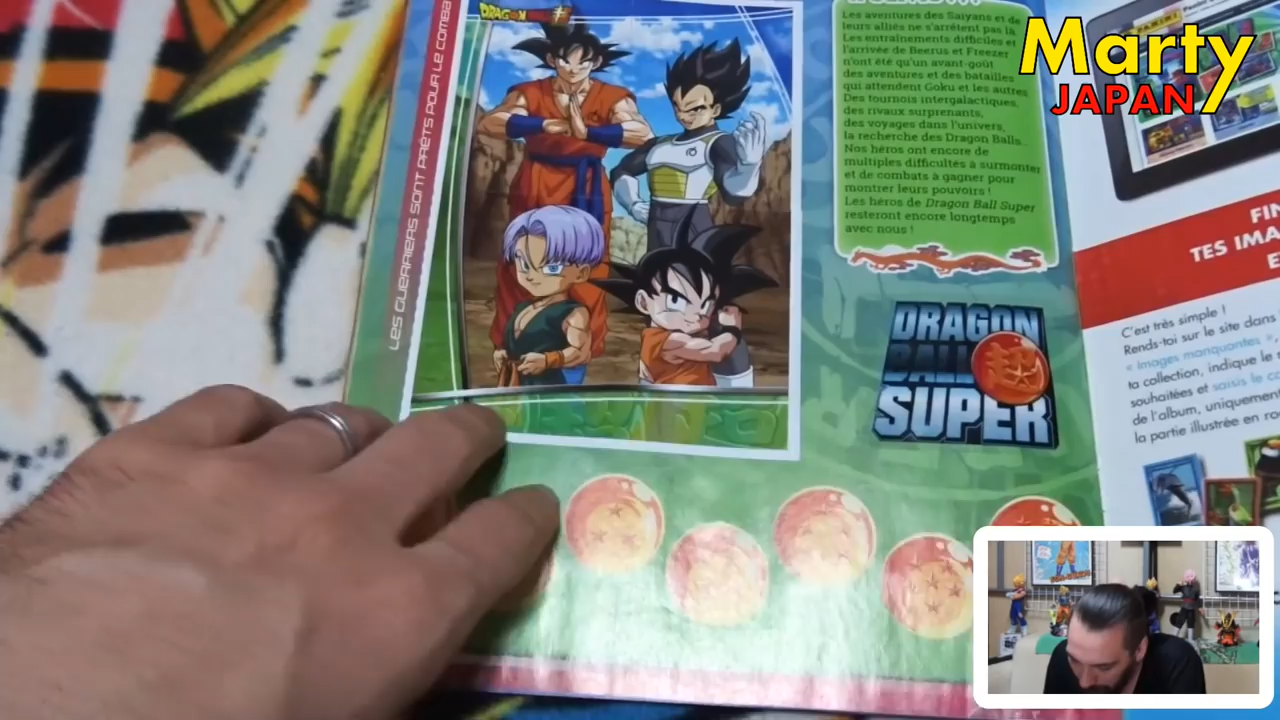 LES GUERRIERS SONT PRÊTS POUR LE COMBA
DRAGON
Les aventures des Saiyans et de
leurs alliés ne s'arrêtent pas là.
Les entraînements difficiles et
l'arrivée de Beerus et Freezer
n'ont été qu'un avant-goût
des aventures et des batailles
qui attendent Goku et les autres.
Des tournois intergalactiques,
des rivaux surprenants,
des voyages dans l'univers,
la recherche des Dragon Balls...
Nos héros ont encore de
multiples difficultés à surmonter
et de combats à gagner pour
montrer leurs pouvoirs !
Les héros de Dragon Ball Super
resteront encore longtemps
avec nous !
DRAGON
BALL 超
SUPER
Marty
JAPAN
PANINI
FIN
TES IMA
E
C'est très simple !
Rends-toi sur le site dans
« Images manquantes »,
ta collection, indique le
souhaitées et saisis le co
de l'album, uniquement
la partie illustrée en ro